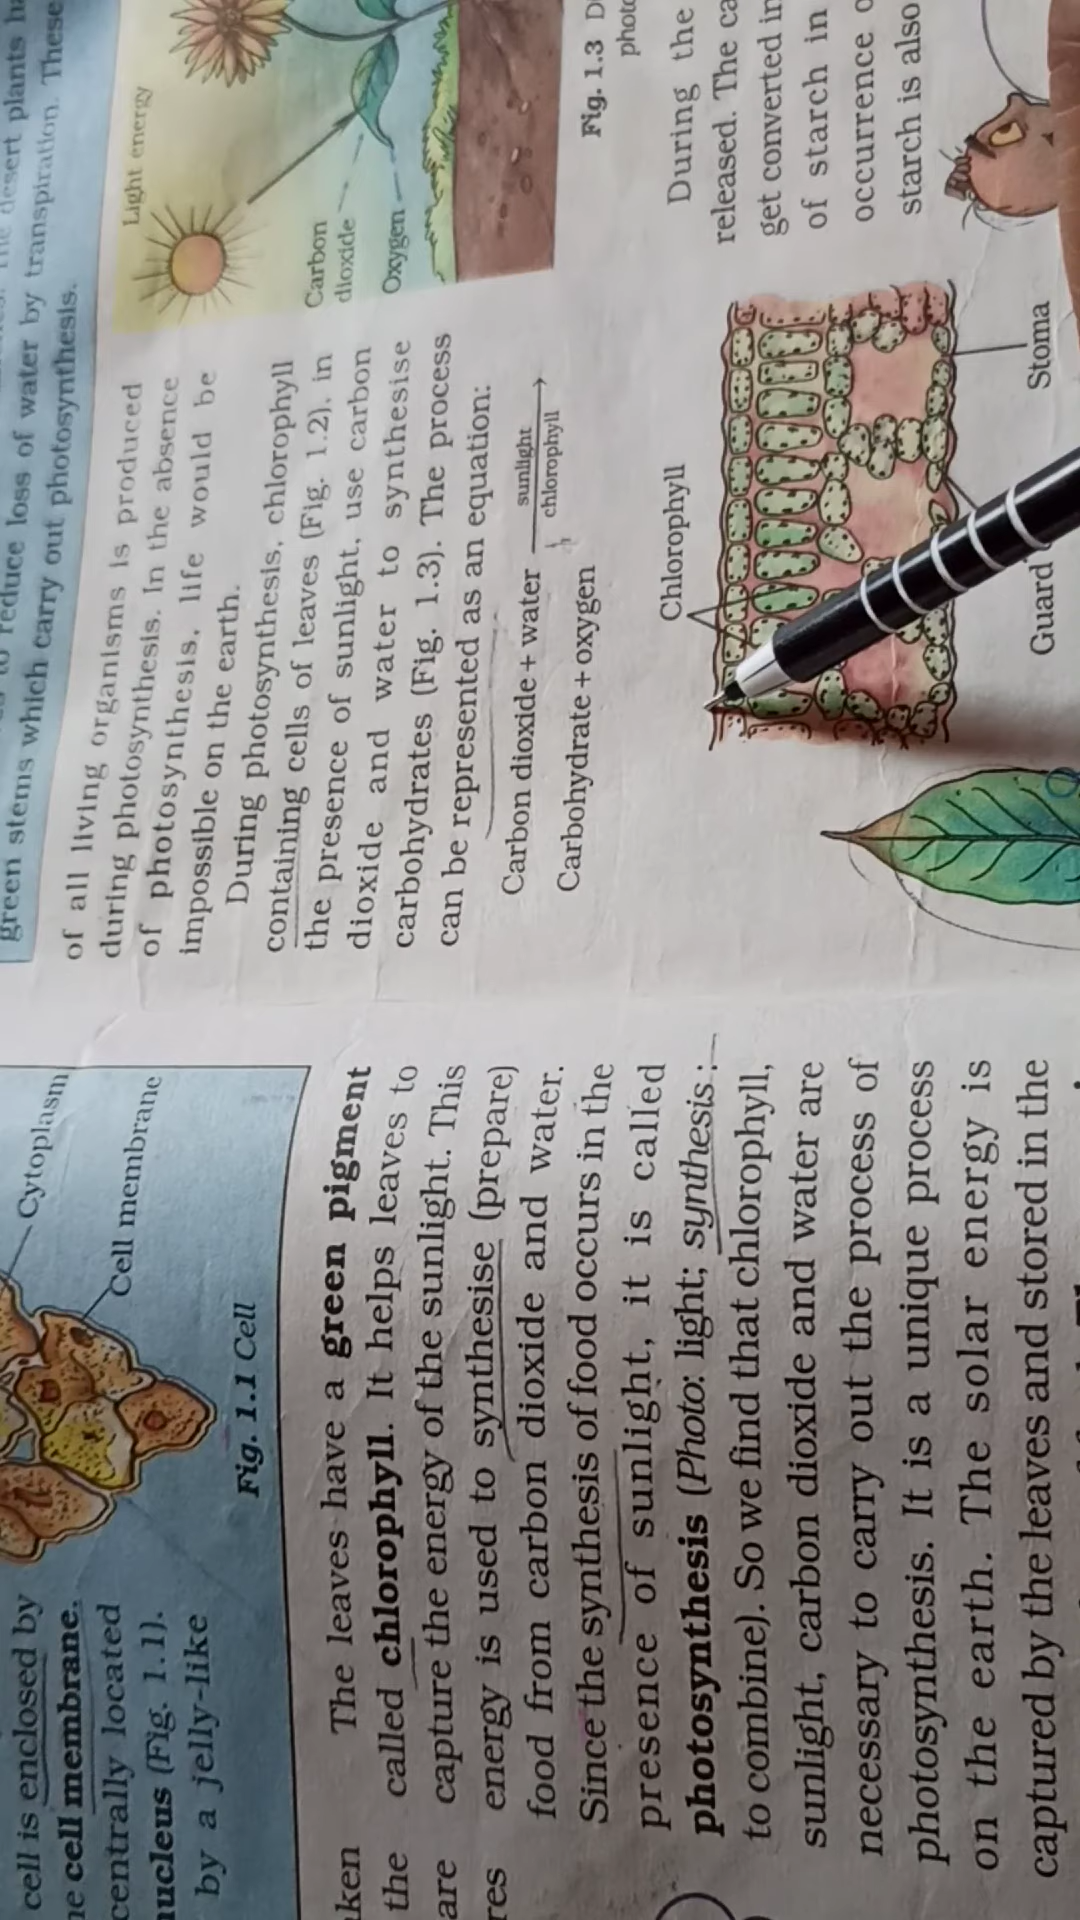 cell is enclosed by
cell membrane.
centrally located
nucleus (Fig. 1.1).
by a jelly-like
Cytoplasm
Cell membrane
Fig. 1.1 Cell
the
are
The leaves have a green pigment
called chlorophyll. It helps leaves to
capture the energy of the sunlight. This
energy is used to synthesise (prepare)
food from carbon dioxide and water.
Since the synthesis of food occurs in the
presence of sunlight, it is called
photosynthesis (Photo: light; synthesis :
to combine). So we find that chlorophyll,
sunlight, carbon dioxide and water are
necessary to carry out the process of
photosynthesis. It is a unique process
on the earth. The solar energy is
captured by the leaves and stored in the
desert plants
reduce loss of water by transpiration. These
green stems which carry out photosynthesis.
of all living organisms is produced
during photosynthesis. In the absence
of photosynthesis, life would be
impossible on the earth.
During photosynthesis, chlorophyll
containing cells of leaves (Fig. 1.2), in
the presence of sunlight, use carbon
dioxide and water to synthesise
carbohydrates (Fig. 1.3). The process
can be represented as an equation:
Carbon dioxide + water
sunlight
chlorophyll
Carbohydrate + oxygen
Chlorophyll
Guard
Stoma
Light energy
Carbon
dioxide
Oxygen
Fig. 1.3
During the
released. The
get converted
of starch in
occurrence
starch is also